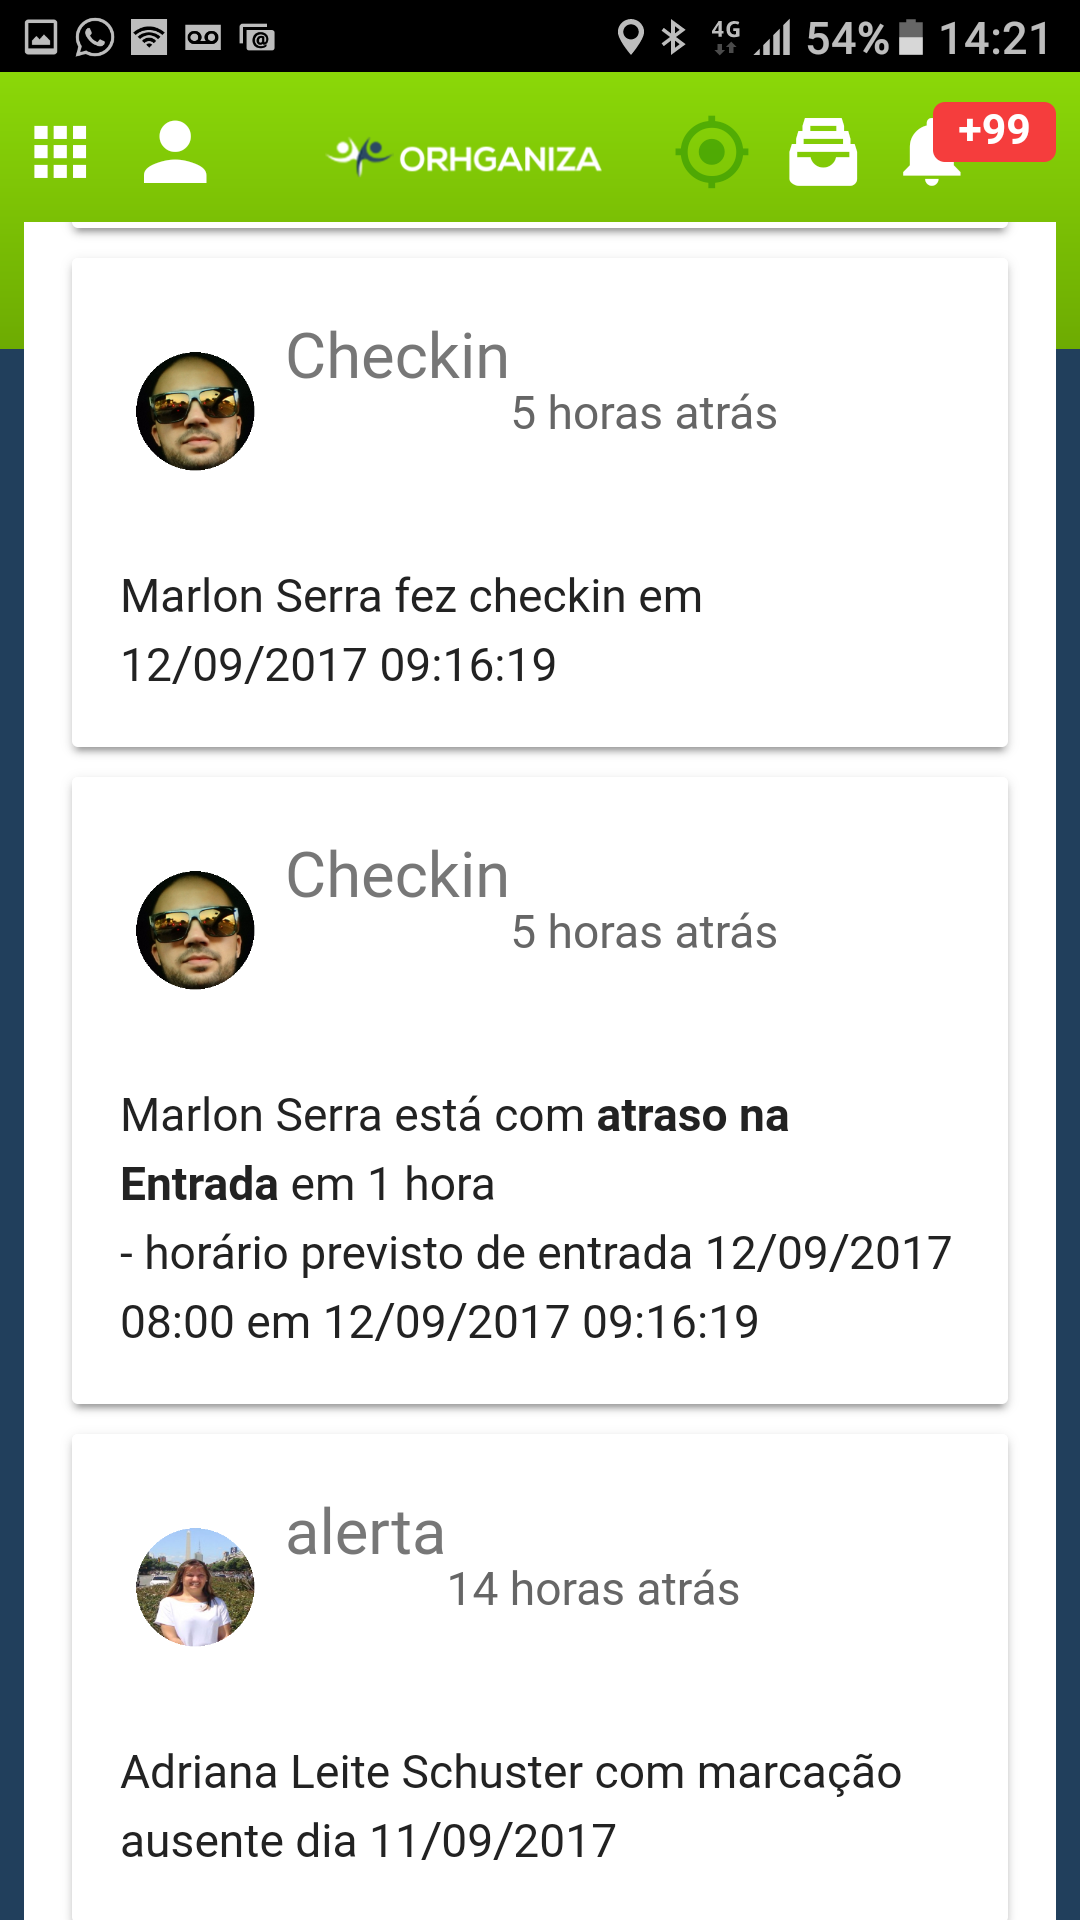 4G 54% 14:21
ORHGANIZA +99
Checkin
5 horas atrás
Marlon Serra fez checkin em
12/09/2017 09:16:19
Checkin
5 horas atrás
Marlon Serra está com atraso na
Entrada em 1 hora
- horário previsto de entrada 12/09/2017
08:00 em 12/09/2017 09:16:19
alerta
14 horas atrás
Adriana Leite Schuster com marcação
ausente dia 11/09/2017